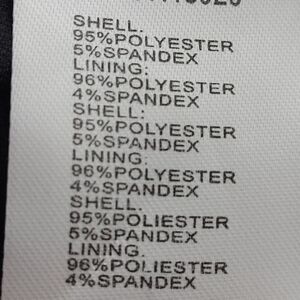 SHELL:
95%POLYESTER
5%SPANDEX
LINING:
96%POLYESTER
4%SPANDEX
SHELL:
95%POLYESTER
5%SPANDEX
LINING:
96%POLYESTER
4%SPANDEX
SHELL:
95%POLIESTER
5%SPANDEX
LINING:
96%POLIESTER
4%SPANDEX